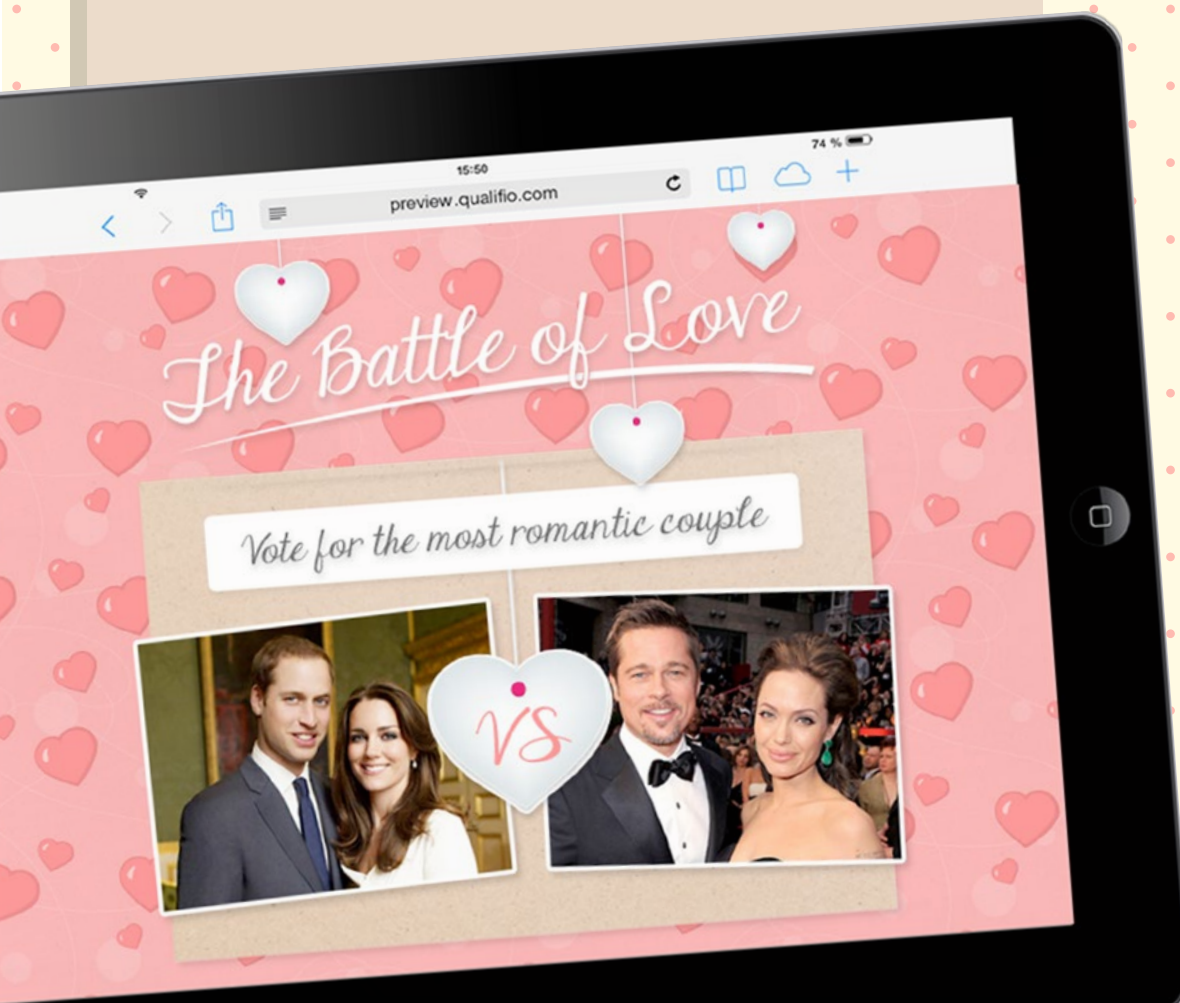 15:50
74 %
preview.qualifio.com
The Battle of Love
Vote for the most romantic couple
VS